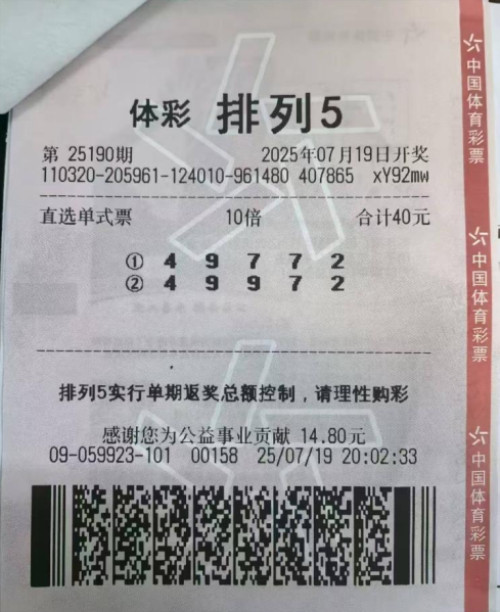 体彩 排列5
第 25190期 2025年07月19日开奖
110320-205961-124010-961480 407865 xY92mw
直选单式票 10倍 合计40元
① 4 9 7 7 2
② 4 9 9 7 2
排列5实行单期返奖总额控制，请理性购彩
感谢您为公益事业贡献 14.80元
09-059923-101 00158 25/07/19 20:02:33
中国体育彩票
中国体育彩票
中国体育彩票